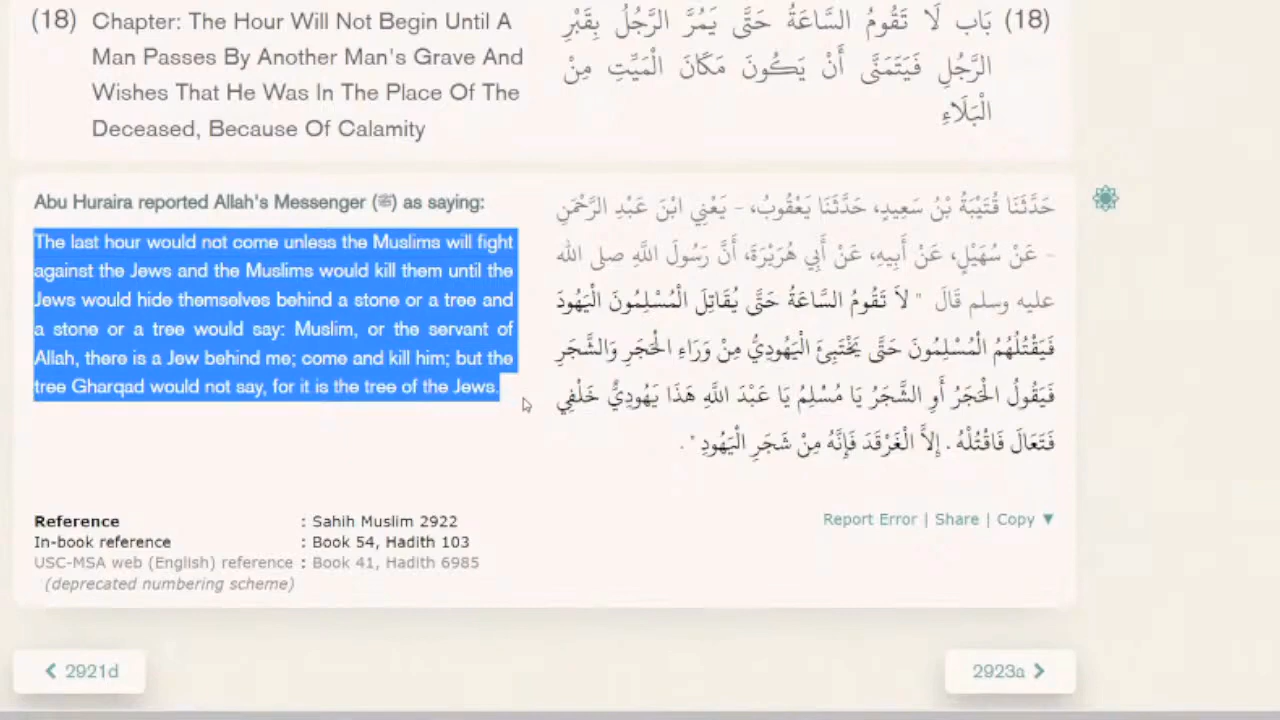 (18) Chapter: The Hour Will Not Begin Until A
Man Passes By Another Man's Grave And
Wishes That He Was In The Place Of The
Deceased, Because Of Calamity
(18) بَاب لَا تَقُومُ السَّاعَةُ حَتَّى يَمُرَّ الرَّجُلُ بِقَبْرِ
الرَّجُلِ فَيَتَمَنَّى أَنْ يَكُونَ مَكَانَ الْمَيِّتِ مِنْ
الْبَلَاءِ
Abu Huraira reported Allah's Messenger (ﷺ) as saying:
The last hour would not come unless the Muslims will fight
against the Jews and the Muslims would kill them until the
Jews would hide themselves behind a stone or a tree and
a stone or a tree would say: Muslim, or the servant of
Allah, there is a Jew behind me; come and kill him; but the
tree Gharqad would not say, for it is the tree of the Jews.
حَدَّثَنَا قُتَيْبَةُ بْنُ سَعِيدٍ، حَدَّثَنَا يَعْقُوبُ، - يَعْنِي ابْنَ عَبْدِ الرَّحْمَنِ
- عَنْ سُهَيْلٍ، عَنْ أَبِيهِ، عَنْ أَبِي هُرَيْرَةَ، أَنَّ رَسُولَ اللَّهِ صلى الله
عليه وسلم قَالَ " لاَ تَقُومُ السَّاعَةُ حَتَّى يُقَاتِلَ الْمُسْلِمُونَ الْيَهُودَ
فَيَقْتُلُهُمُ الْمُسْلِمُونَ حَتَّى يَخْتَبِئَ الْيَهُودِيُّ مِنْ وَرَاءِ الْحَجَرِ وَالشَّجَرِ
فَيَقُولُ الْحَجَرُ أَوِ الشَّجَرُ يَا مُسْلِمُ يَا عَبْدَ اللَّهِ هَذَا يَهُودِيٌّ خَلْفِي
فَتَعَالَ فَاقْتُلْهُ . إِلاَّ الْغَرْقَدَ فَإِنَّهُ مِنْ شَجَرِ الْيَهُودِ " .
Reference : Sahih Muslim 2922
In-book reference : Book 54, Hadith 103
USC-MSA web (English) reference : Book 41, Hadith 6985
(deprecated numbering scheme)
Report Error | Share | Copy ▼
2921d
2923a